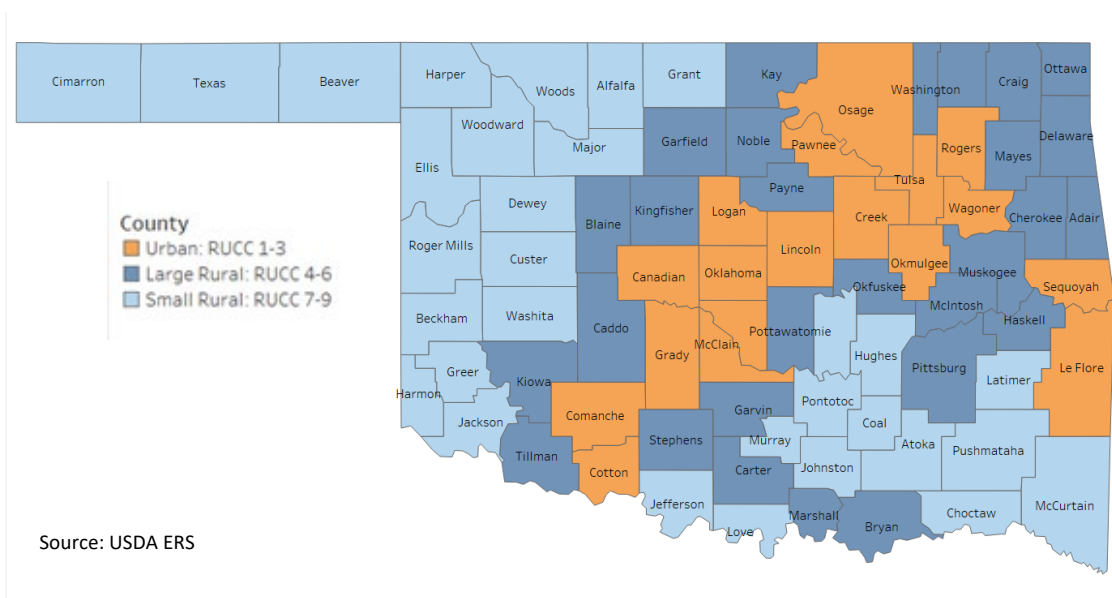 Cimarron
Texas
Beaver
Harper
Woods
Alfalfa
Grant
Kay
Osage
Washington
Craig
Ottawa
Woodward
Major
Garfield
Noble
Pawnee
Rogers
Mayes
Delaware
Ellis
Dewey
Blaine
Kingfisher
Logan
Payne
Creek
Tulsa
Wagoner
Cherokee
Adair
County
Urban: RUCC 1-3
Large Rural: RUCC 4-6
Small Rural: RUCC 7-9
Roger Mills
Custer
Canadian
Oklahoma
Lincoln
Okmulgee
Okfuskee
Muskogee
McIntosh
Sequoyah
Beckham
Washita
Caddo
Grady
McClain
Pottawatomie
Hughes
Pittsburg
Haskell
Latimer
Le Flore
Harmon
Greer
Kiowa
Jackson
Comanche
Garvin
Pontotoc
Coal
Atoka
Pushmataha
Tillman
Cotton
Stephens
Murray
Carter
Johnston
McCurtain
Jefferson
Love
Marshall
Bryan
Choctaw
Source: USDA ERS